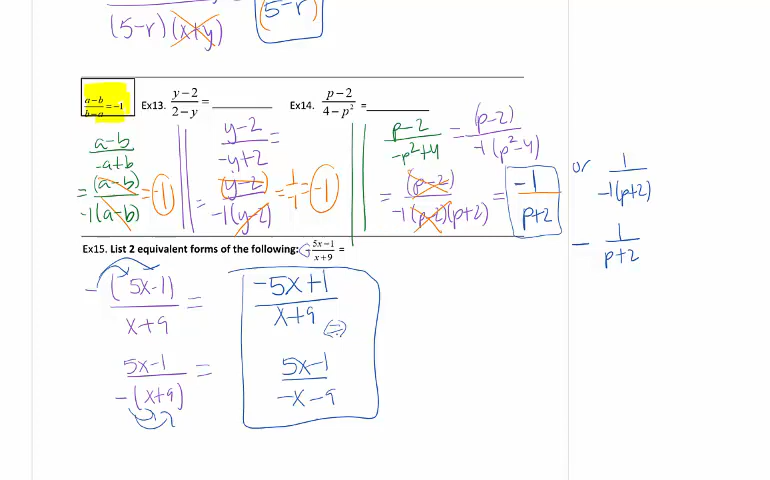 (5-r)(x+y)
(5-r)
a-b/b-a = -1
Ex13. y-2/2-y = ________
Ex14. p-2/4-p² = ________
a-b/-a+b
= (a-b)/-1(a-b) = -1
y-2/-y+2 =
= (y-2)/-1(y-2) = 1/-1 = -1
p-2/-p²+4 = (p-2)/-1(p²-4)
= (p-2)/-1(p-2)(p+2) = -1/p+2
or 1/-1(p+2)
- 1/p+2
Ex15. List 2 equivalent forms of the following: - 5x-1/x+9 =
-(5x-1)/x+9 = -5x+1/x+9
(=)
5x-1/-(x+9) = 5x-1/-x-9